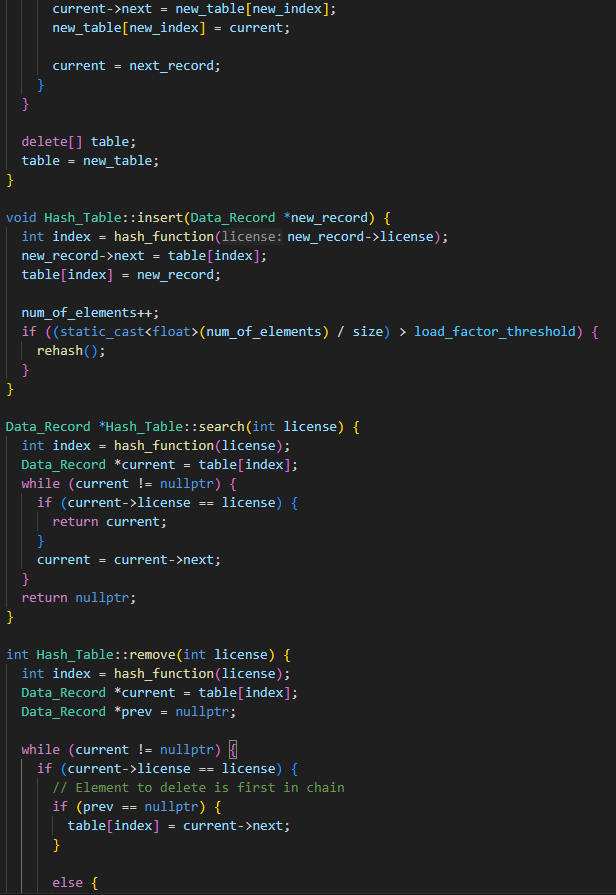 current->next = new_table[new_index];
new_table[new_index] = current;
current = next_record;
}
}
delete[] table;
table = new_table;
}
void Hash_Table::insert(Data_Record *new_record) {
int index = hash_function(license: new_record->license);
new_record->next = table[index];
table[index] = new_record;
num_of_elements++;
if ((static_cast<float>(num_of_elements) / size) > load_factor_threshold) {
rehash();
}
}
Data_Record *Hash_Table::search(int license) {
int index = hash_function(license);
Data_Record *current = table[index];
while (current != nullptr) {
if (current->license == license) {
return current;
}
current = current->next;
}
return nullptr;
}
int Hash_Table::remove(int license) {
int index = hash_function(license);
Data_Record *current = table[index];
Data_Record *prev = nullptr;
while (current != nullptr) {
if (current->license == license) {
// Element to delete is first in chain
if (prev == nullptr) {
table[index] = current->next;
}
else {